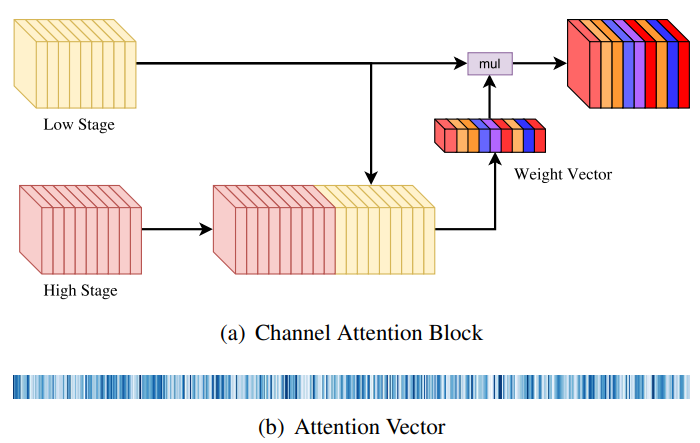 Low Stage
mul
Weight Vector
High Stage
(a) Channel Attention Block
(b) Attention Vector